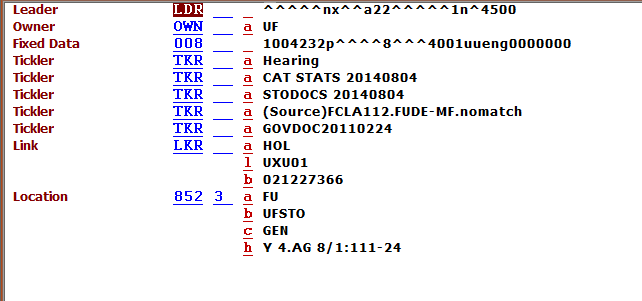 Leader LDR ^^^^^nx^^a22^^^^^1n^4500
Owner OWN a UF
Fixed Data 008 1004232p^^^^8^^^4001uueng0000000
Tickler TKR a Hearing
Tickler TKR a CAT STATS 20140804
Tickler TKR a STODOCS 20140804
Tickler TKR a (Source)FCLA112.FUDE-MF.nomatch
Tickler TKR a GOVDOC20110224
Link LKR a HOL
l UXU01
b 021227366
Location 852 3 a FU
b UFSTO
c GEN
h Y 4.AG 8/1:111-24